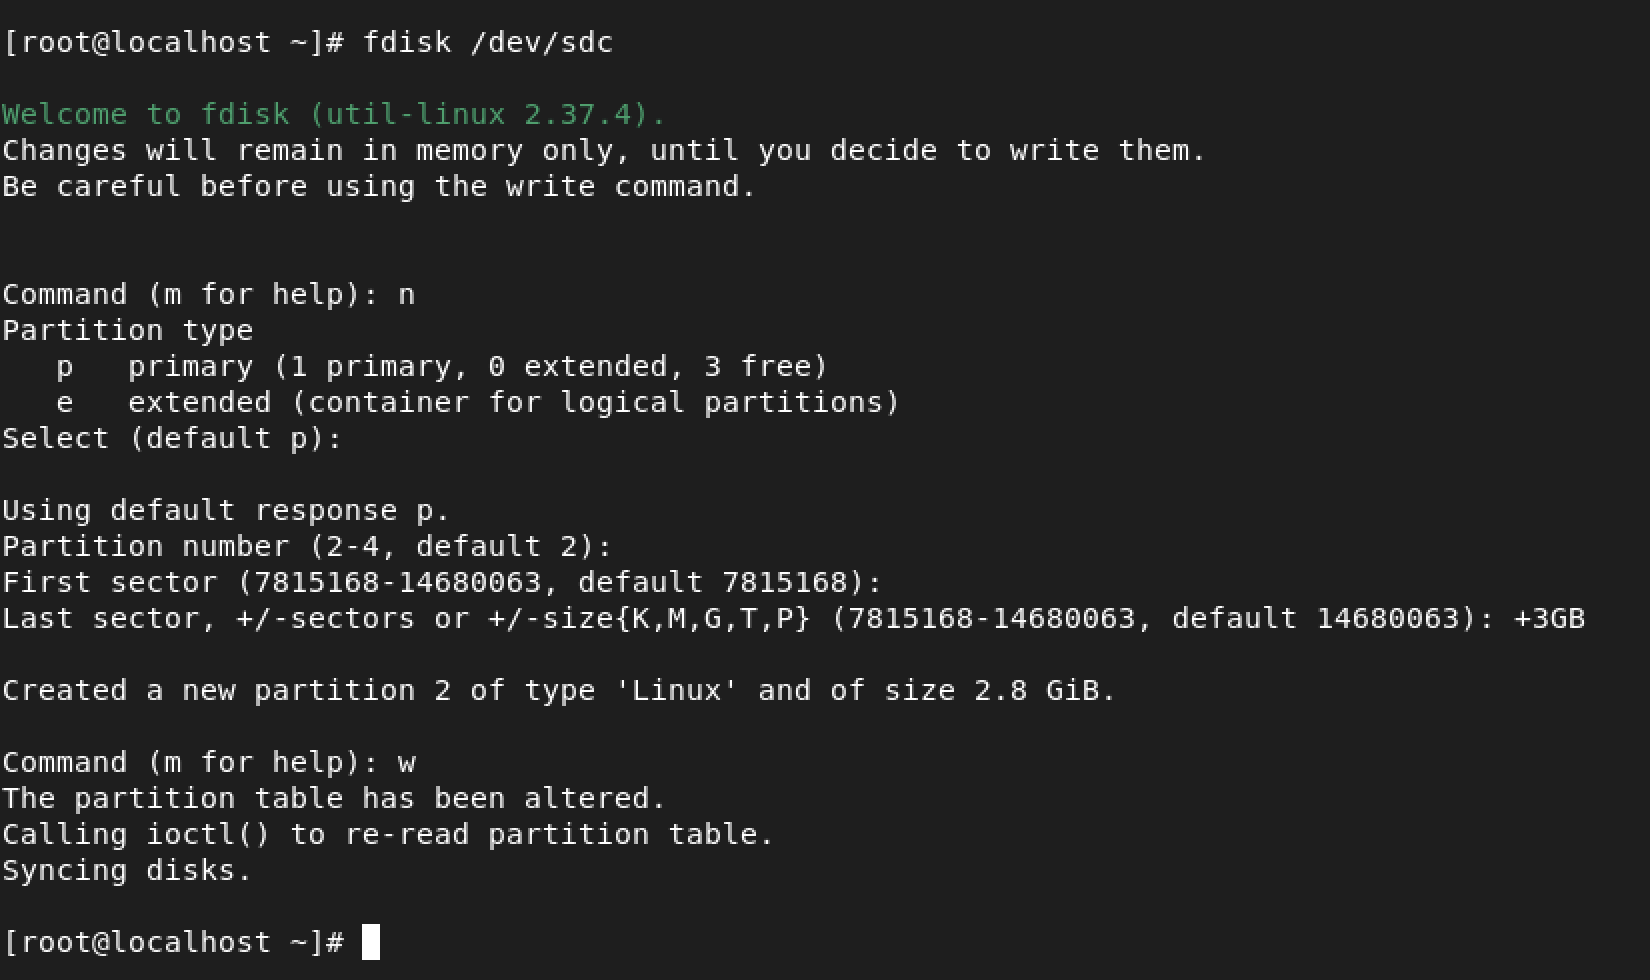 [root@localhost ~]# fdisk /dev/sdc
Welcome to fdisk (util-linux 2.37.4).
Changes will remain in memory only, until you decide to write them.
Be careful before using the write command.
Command (m for help): n
Partition type
   p   primary (1 primary, 0 extended, 3 free)
   e   extended (container for logical partitions)
Select (default p):
Using default response p.
Partition number (2-4, default 2):
First sector (7815168-14680063, default 7815168):
Last sector, +/-sectors or +/-size{K,M,G,T,P} (7815168-14680063, default 14680063): +3GB
Created a new partition 2 of type 'Linux' and of size 2.8 GiB.
Command (m for help): w
The partition table has been altered.
Calling ioctl() to re-read partition table.
Syncing disks.
[root@localhost ~]#